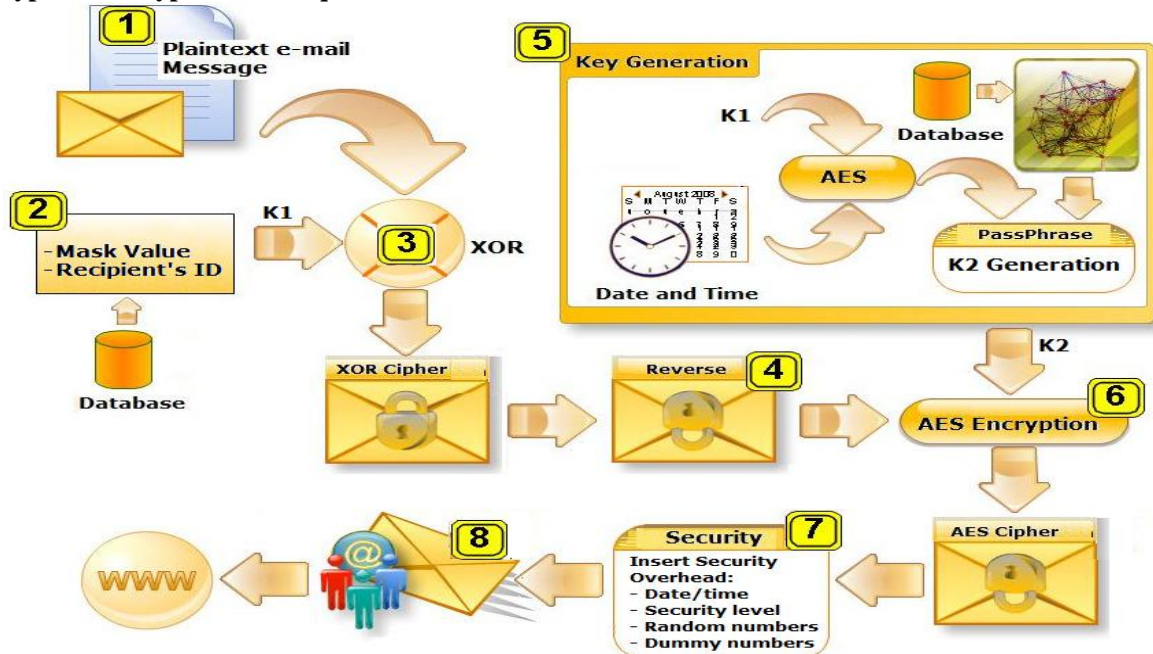 1
Plaintext e-mail
Message
2
- Mask Value
- Recipient's ID
Database
K1
3
XOR
XOR Cipher
Reverse
4
5
Key Generation
K1
AES
Database
August 2008
S M T W T F S
Date and Time
PassPhrase
K2 Generation
K2
6
AES Encryption
AES Cipher
7
Security
Insert Security
Overhead:
- Date/time
- Security level
- Random numbers
- Dummy numbers
8
@
WWW